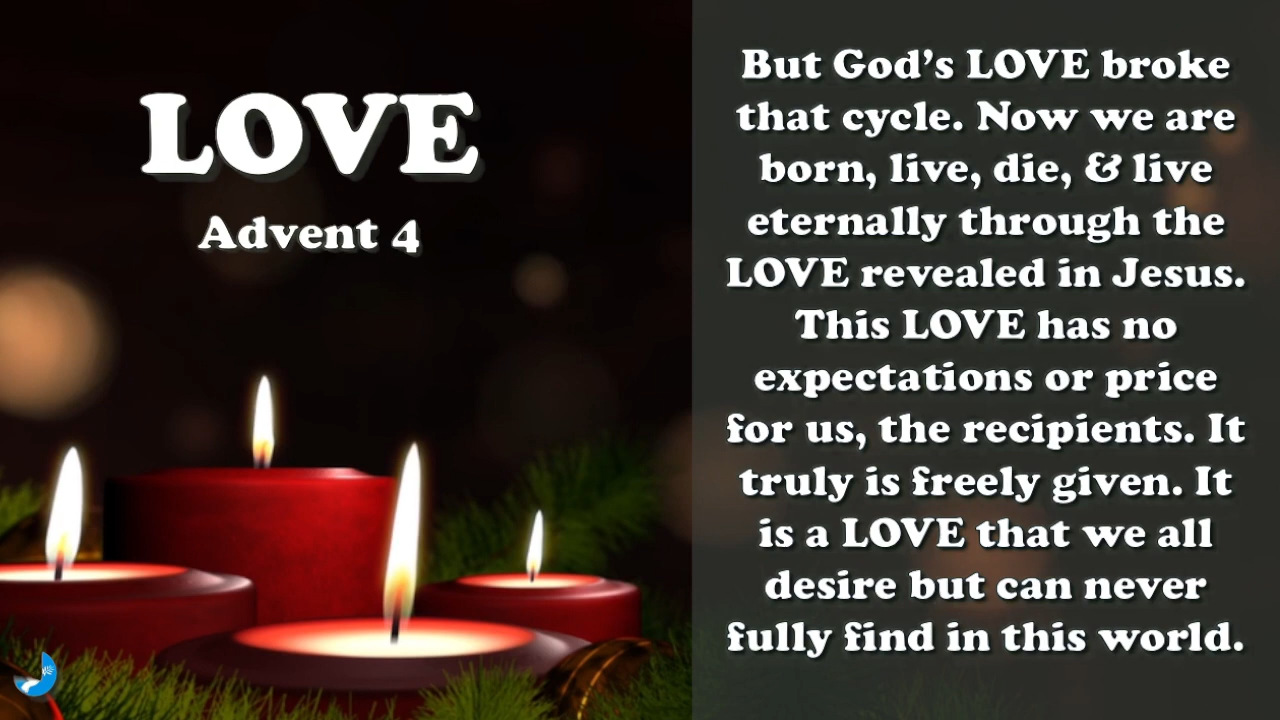 LOVE
Advent 4
But God’s LOVE broke
that cycle. Now we are
born, live, die, & live
eternally through the
LOVE revealed in Jesus.
This LOVE has no
expectations or price
for us, the recipients. It
truly is freely given. It
is a LOVE that we all
desire but can never
fully find in this world.